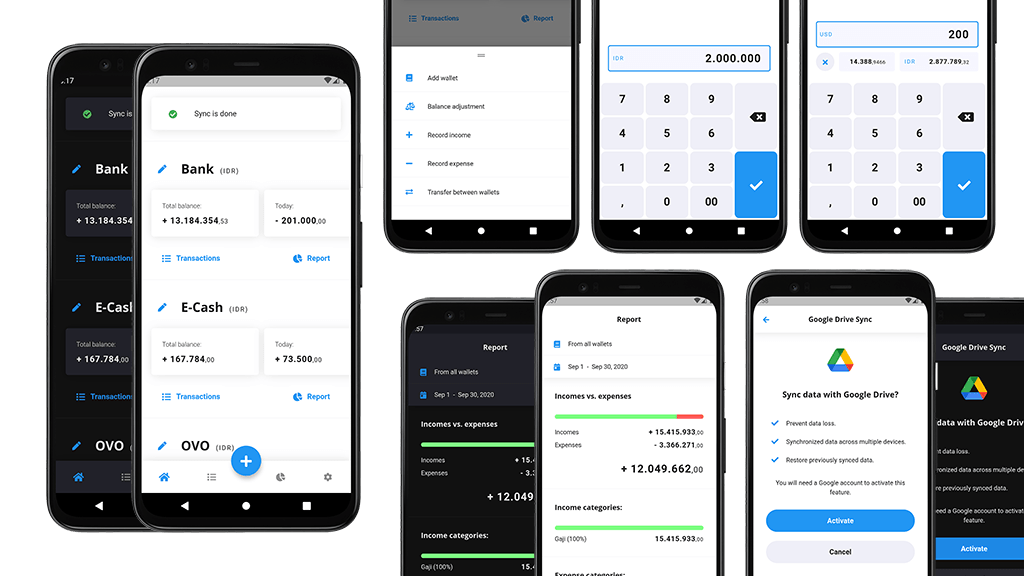 :17
Sync is
Bank
Total balance:
+ 13.184.354
Transactions
E-Cash
Total balance:
+ 167.784,00
Transactions
OVO
:17
Sync is done
Bank (IDR)
Total balance:
+ 13.184.354,53
Today:
- 201.000,00
Transactions
Report
E-Cash (IDR)
Total balance:
+ 167.784,00
Today:
+ 73.500,00
Transactions
Report
OVO (IDR)
+
Transactions
Report
Add wallet
Balance adjustment
Record income
Record expense
Transfer between wallets
IDR 2.000.000
7 8 9
4 5 6
1 2 3
, 0 00
USD 200
14.388,9466 IDR 2.877.789,32
7 8 9
4 5 6
1 2 3
, 0 00
:57
Report
From all wallets
Sep 1 - Sep 30, 2020
Incomes vs. expenses
Incomes + 15.4
Expenses - 3.
+ 12.049
Income categories:
Gaji (100%) 15.4
:57
Report
From all wallets
Sep 1 - Sep 30, 2020
Incomes vs. expenses
Incomes + 15.415.933,00
Expenses - 3.366.271,00
+ 12.049.662,00
Income categories:
Gaji (100%) 15.415.933,00
Expense categories:
:58
Google Drive Sync
Sync data with Google Drive?
Prevent data loss.
Synchronized data across multiple devices.
Restore previously synced data.
You will need a Google account to activate this
feature.
Activate
Cancel
Google Drive Sync
data with Google Driv
nt data loss.
ronized data across multiple de
re previously synced data.
eed a Google account to activat
feature.
Activate